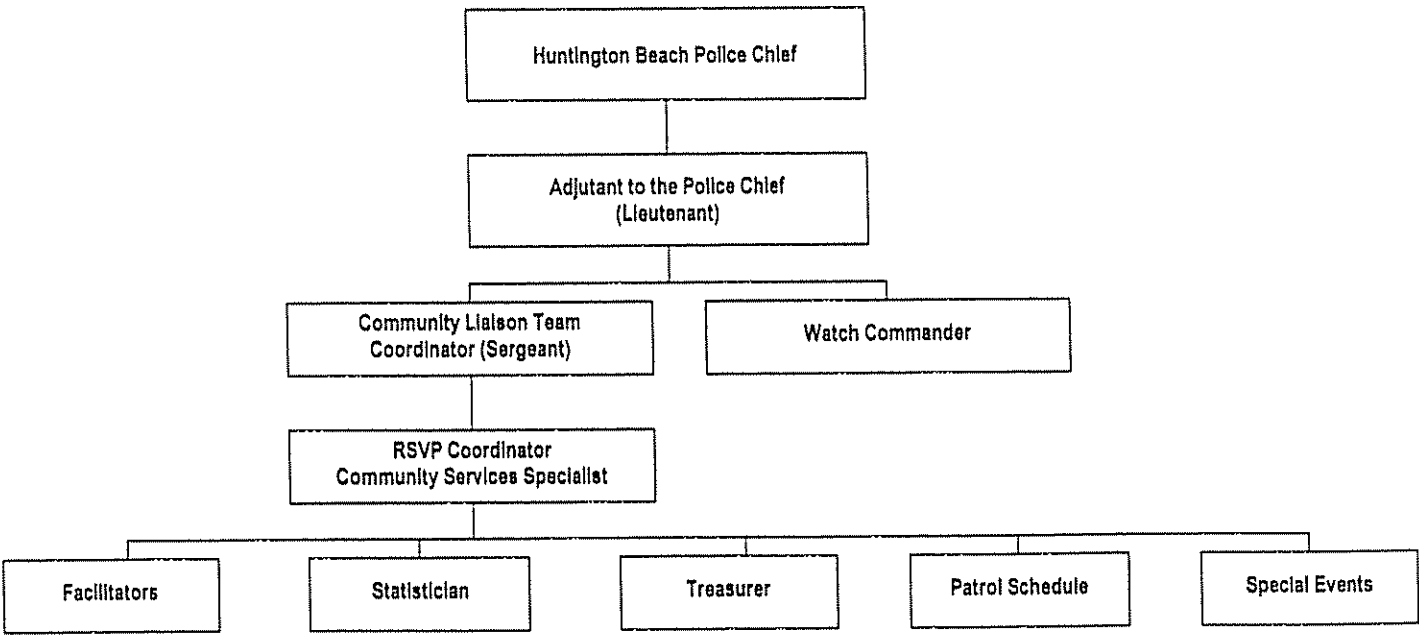 Huntington Beach Police Chief
Adjutant to the Police Chief
(Lieutenant)
Community Liaison Team
Coordinator (Sergeant)
Watch Commander
RSVP Coordinator
Community Services Specialist
Facilitators
Statistician
Treasurer
Patrol Schedule
Special Events